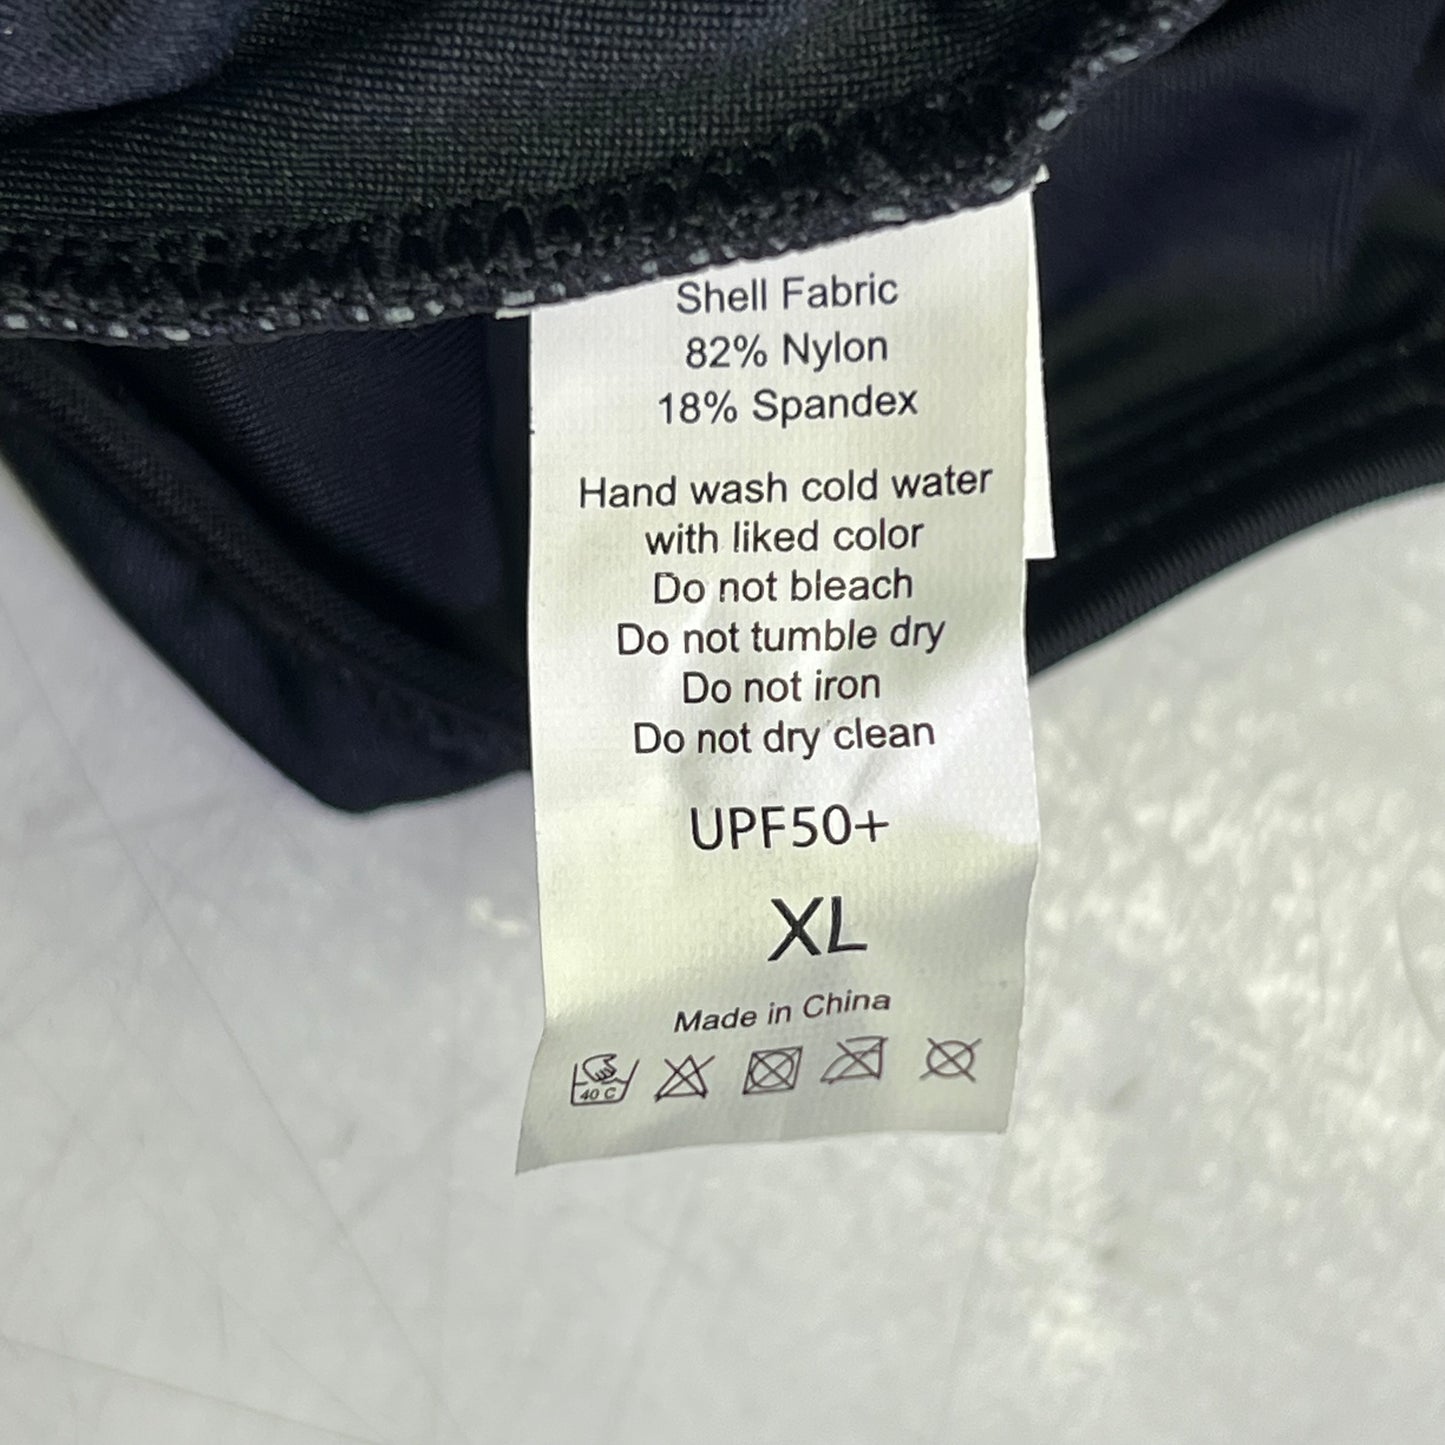 Shell Fabric
82% Nylon
18% Spandex
Hand wash cold water
with liked color
Do not bleach
Do not tumble dry
Do not iron
Do not dry clean
UPF50+
XL
Made in China
40 C